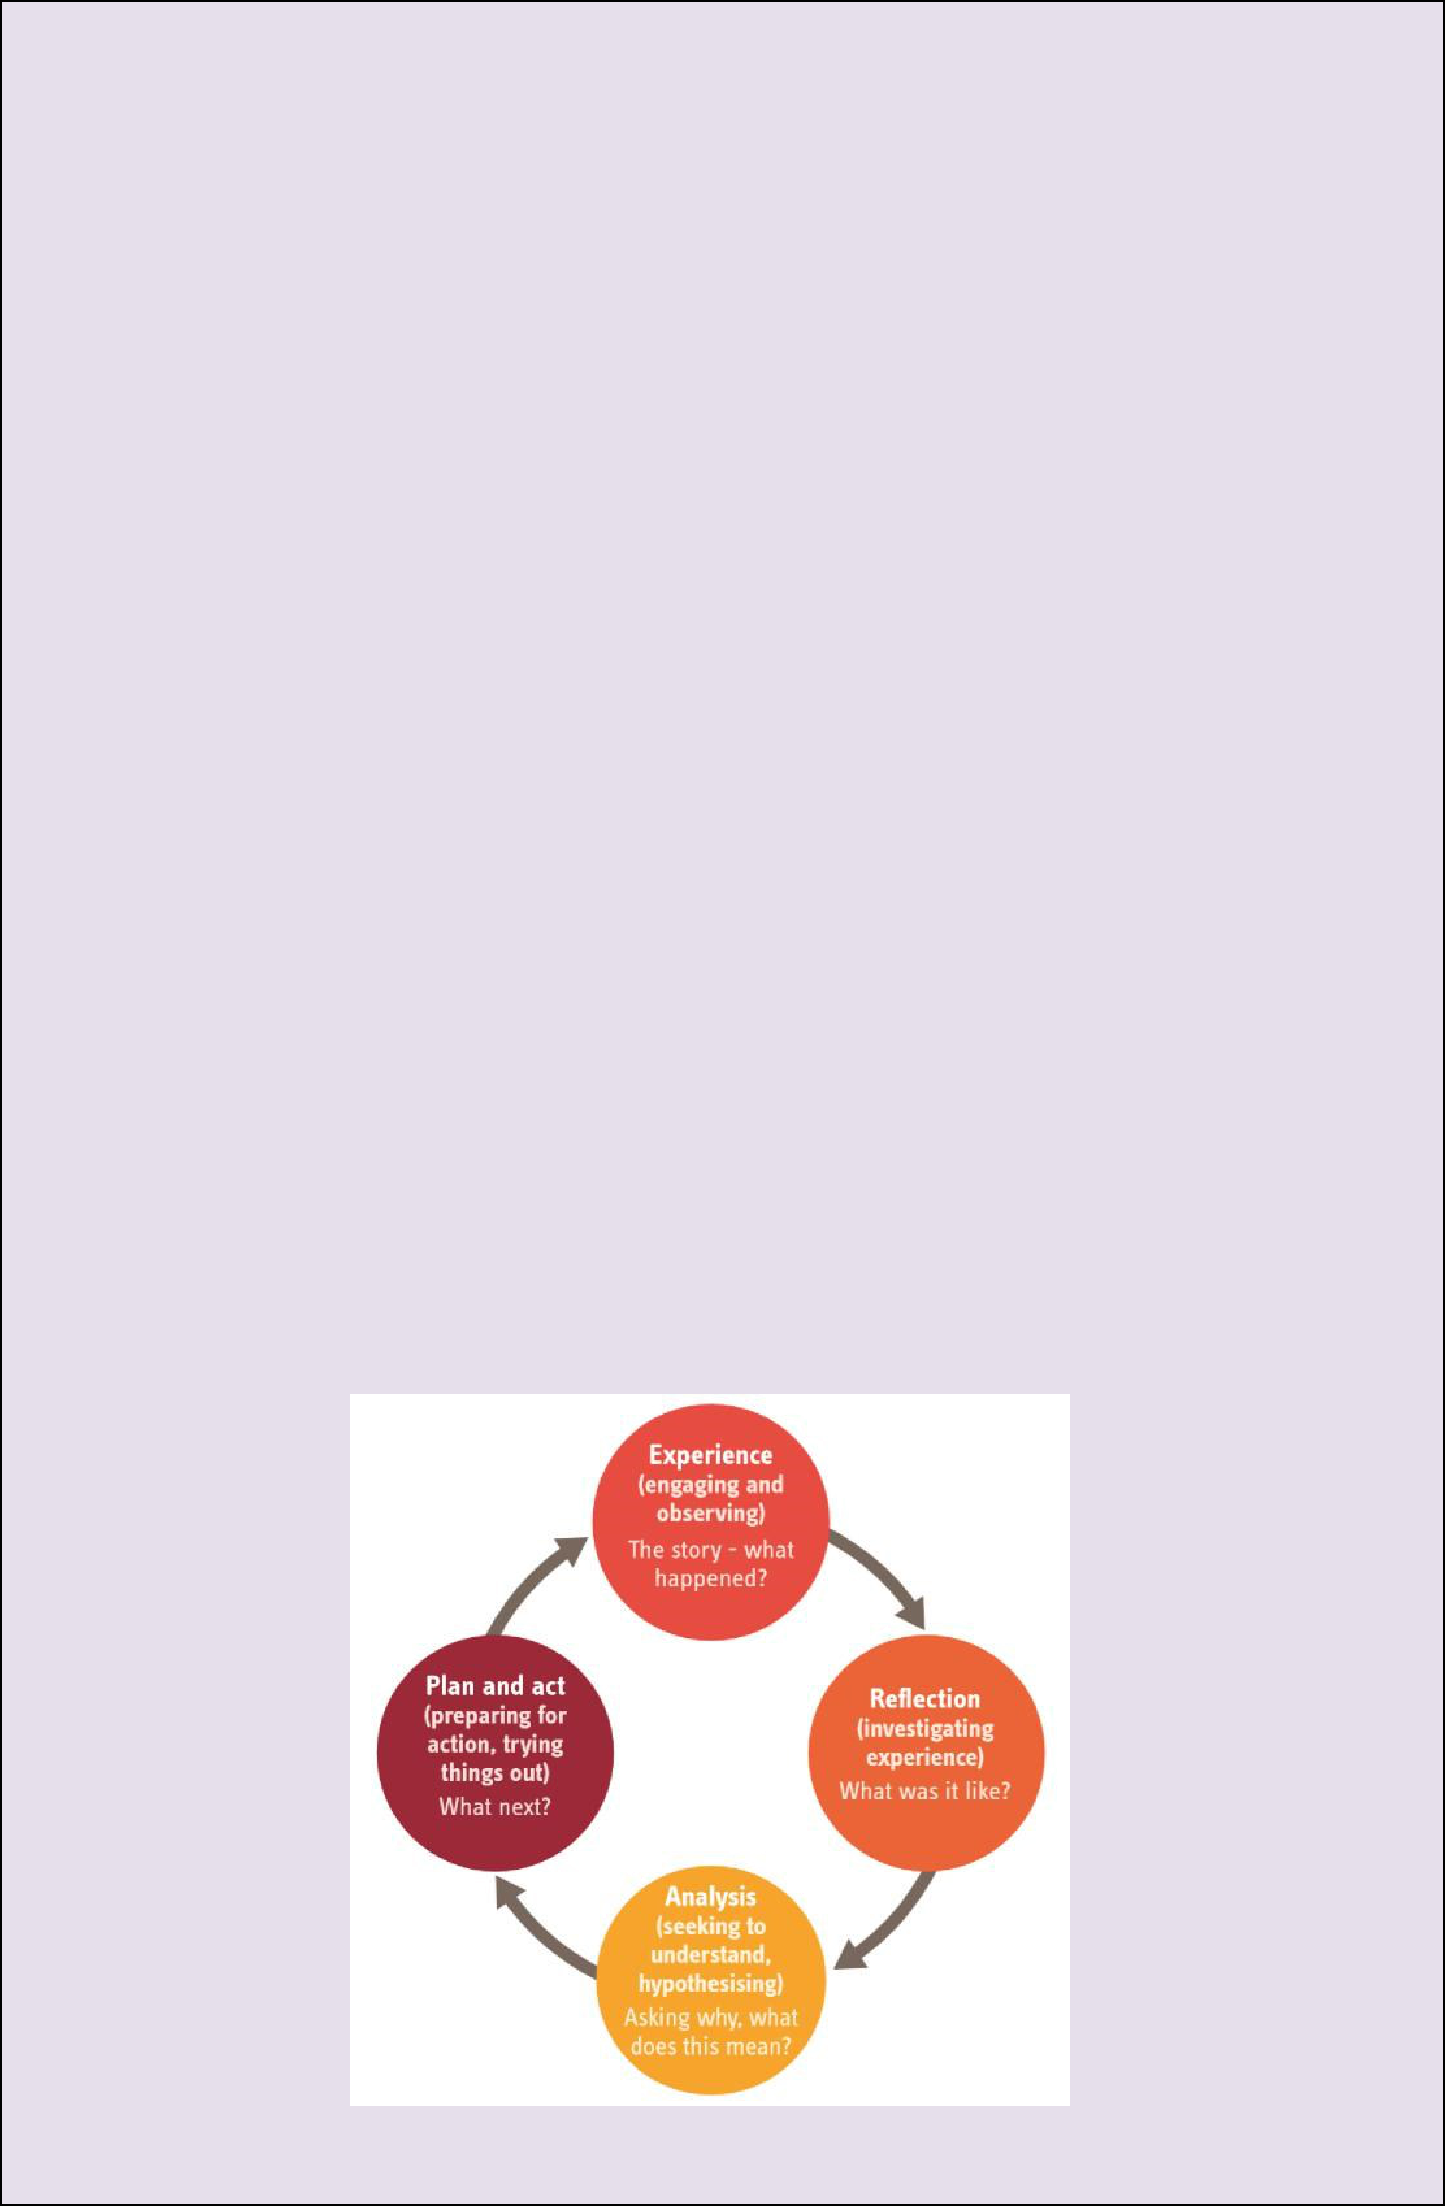 Experience
(engaging and
observing)
The story - what
happened?
Reflection
(investigating
experience)
What was it like?
Analysis
(seeking to
understand,
hypothesising)
Asking why, what
does this mean?
Plan and act
(preparing for
action, trying
things out)
What next?